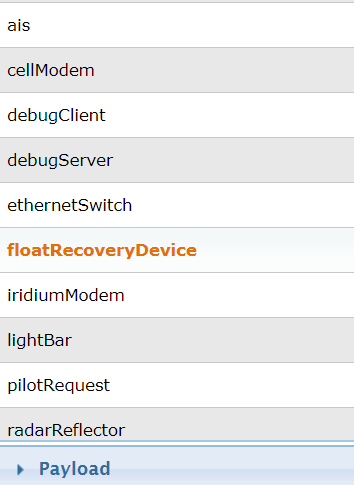 ais
cellModem
debugClient
debugServer
ethernetSwitch
floatRecoveryDevice
iridiumModem
lightBar
pilotRequest
radarReflector
Payload